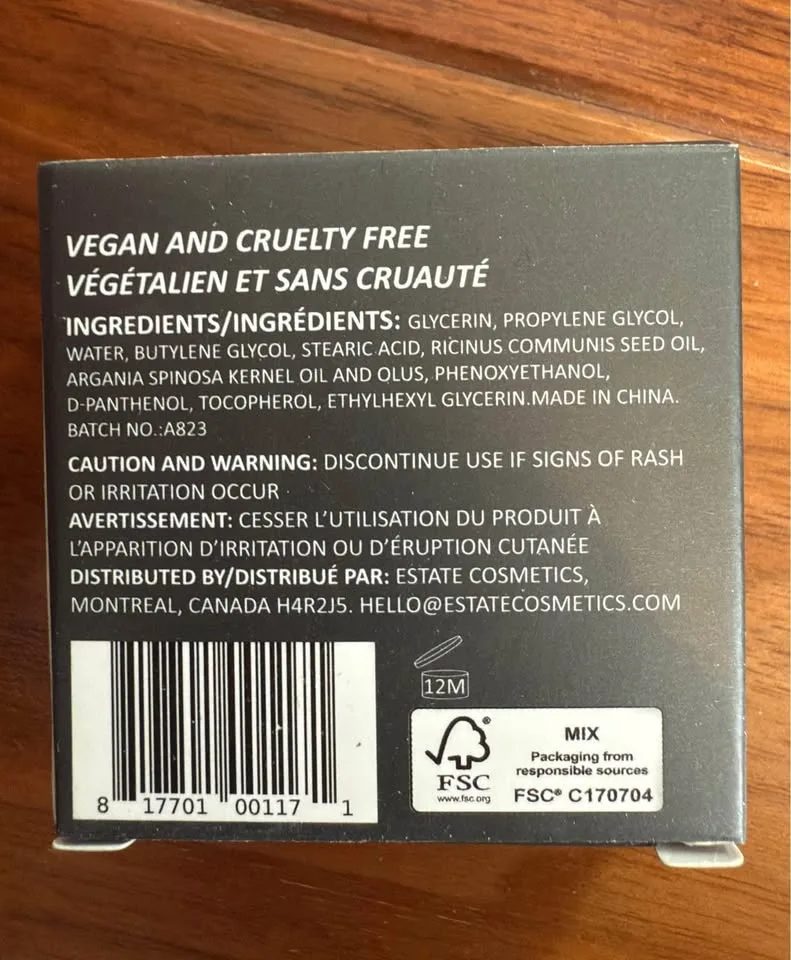 VEGAN AND CRUELTY FREE
VÉGÉTALIEN ET SANS CRUAUTÉ
INGREDIENTS/INGRÉDIENTS: GLYCERIN, PROPYLENE GLYCOL,
WATER, BUTYLENE GLYCOL, STEARIC ACID, RICINUS COMMUNIS SEED OIL,
ARGANIA SPINOSA KERNEL OIL AND OLUS, PHENOXYETHANOL,
D-PANTHENOL, TOCOPHEROL, ETHYLHEXYL GLYCERIN.MADE IN CHINA.
BATCH NO.:A823
CAUTION AND WARNING: DISCONTINUE USE IF SIGNS OF RASH
OR IRRITATION OCCUR
AVERTISSEMENT: CESSER L'UTILISATION DU PRODUIT À
L'APPARITION D'IRRITATION OU D'ÉRUPTION CUTANÉE
DISTRIBUTED BY/DISTRIBUÉ PAR: ESTATE COSMETICS,
MONTREAL, CANADA H4R2J5. HELLO@ESTATECOSMETICS.COM
8 17701 00117 1
12M
FSC
www.fsc.org
MIX
Packaging from
responsible sources
FSC® C170704